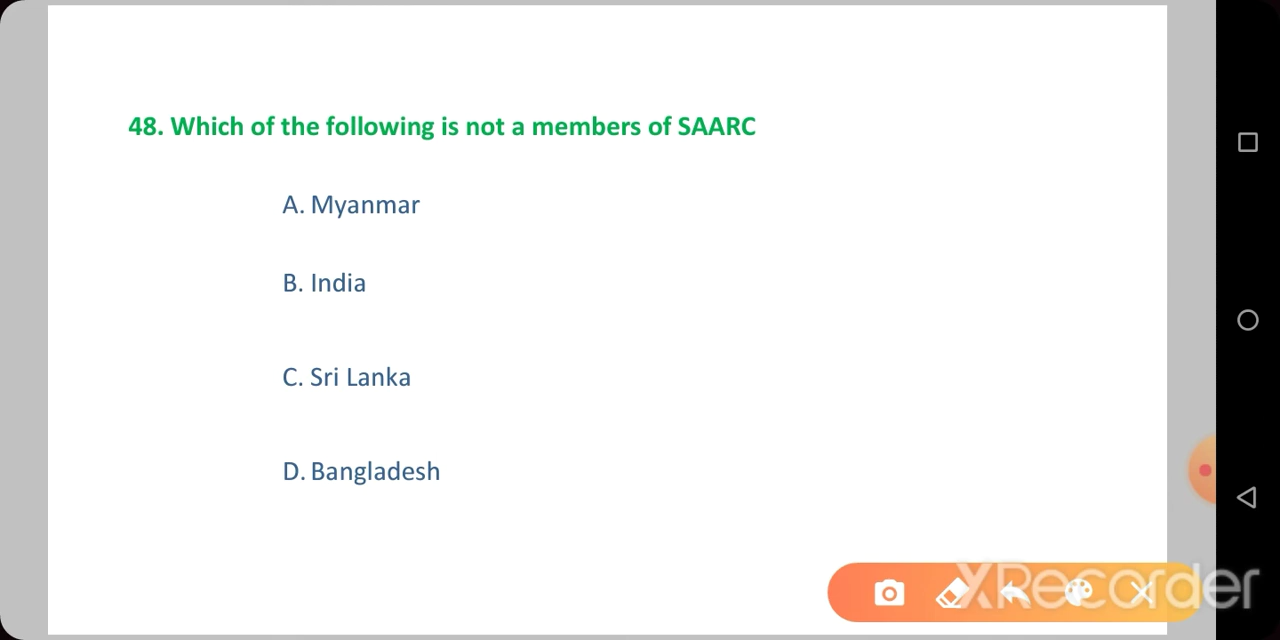 48. Which of the following is not a members of SAARC
A. Myanmar
B. India
C. Sri Lanka
D. Bangladesh
XRecorder